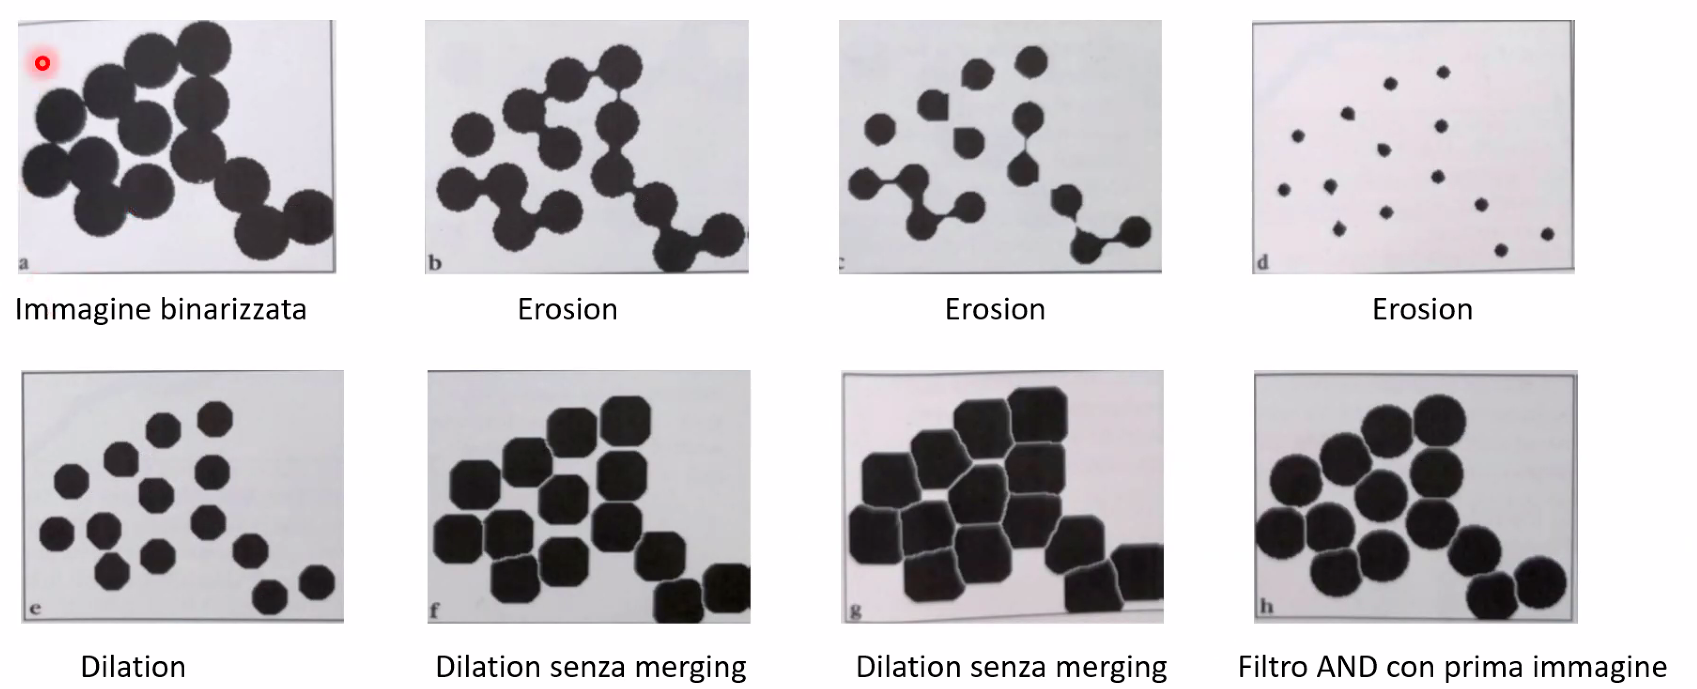 a
b
c
d
Immagine binarizzata
Erosion
Erosion
Erosion
e
f
g
h
Dilation
Dilation senza merging
Dilation senza merging
Filtro AND con prima immagine